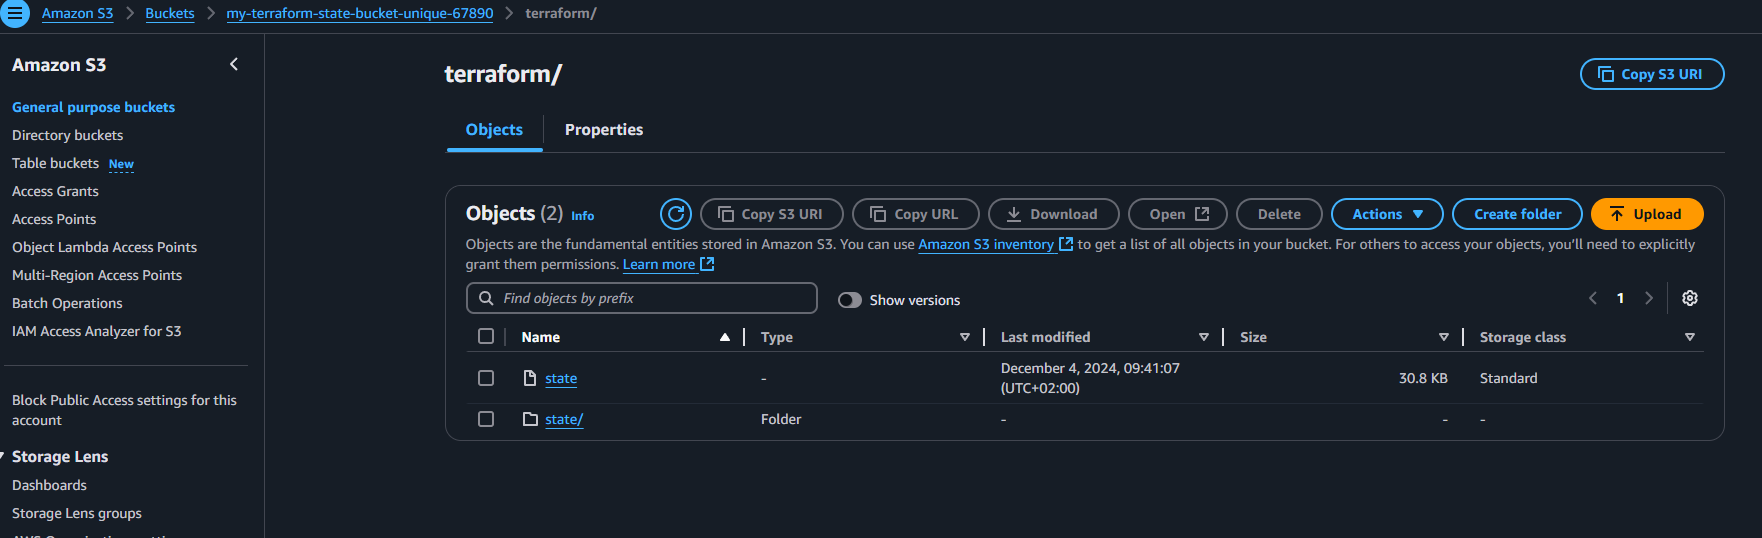 Amazon S3 > Buckets > my-terraform-state-bucket-unique-67890 > terraform/
Amazon S3
General purpose buckets
Directory buckets
Table buckets New
Access Grants
Access Points
Object Lambda Access Points
Multi-Region Access Points
Batch Operations
IAM Access Analyzer for S3
Block Public Access settings for this
account
Storage Lens
Dashboards
Storage Lens groups
terraform/
Copy S3 URI
Objects Properties
Objects (2) Info Copy S3 URI Copy URL Download Open Delete Actions Create folder Upload
Objects are the fundamental entities stored in Amazon S3. You can use Amazon S3 inventory to get a list of all objects in your bucket. For others to access your objects, you'll need to explicitly
grant them permissions. Learn more
Find objects by prefix Show versions 1
Name Type Last modified Size Storage class
state - December 4, 2024, 09:41:07 30.8 KB Standard
(UTC+02:00)
state/ Folder - - -